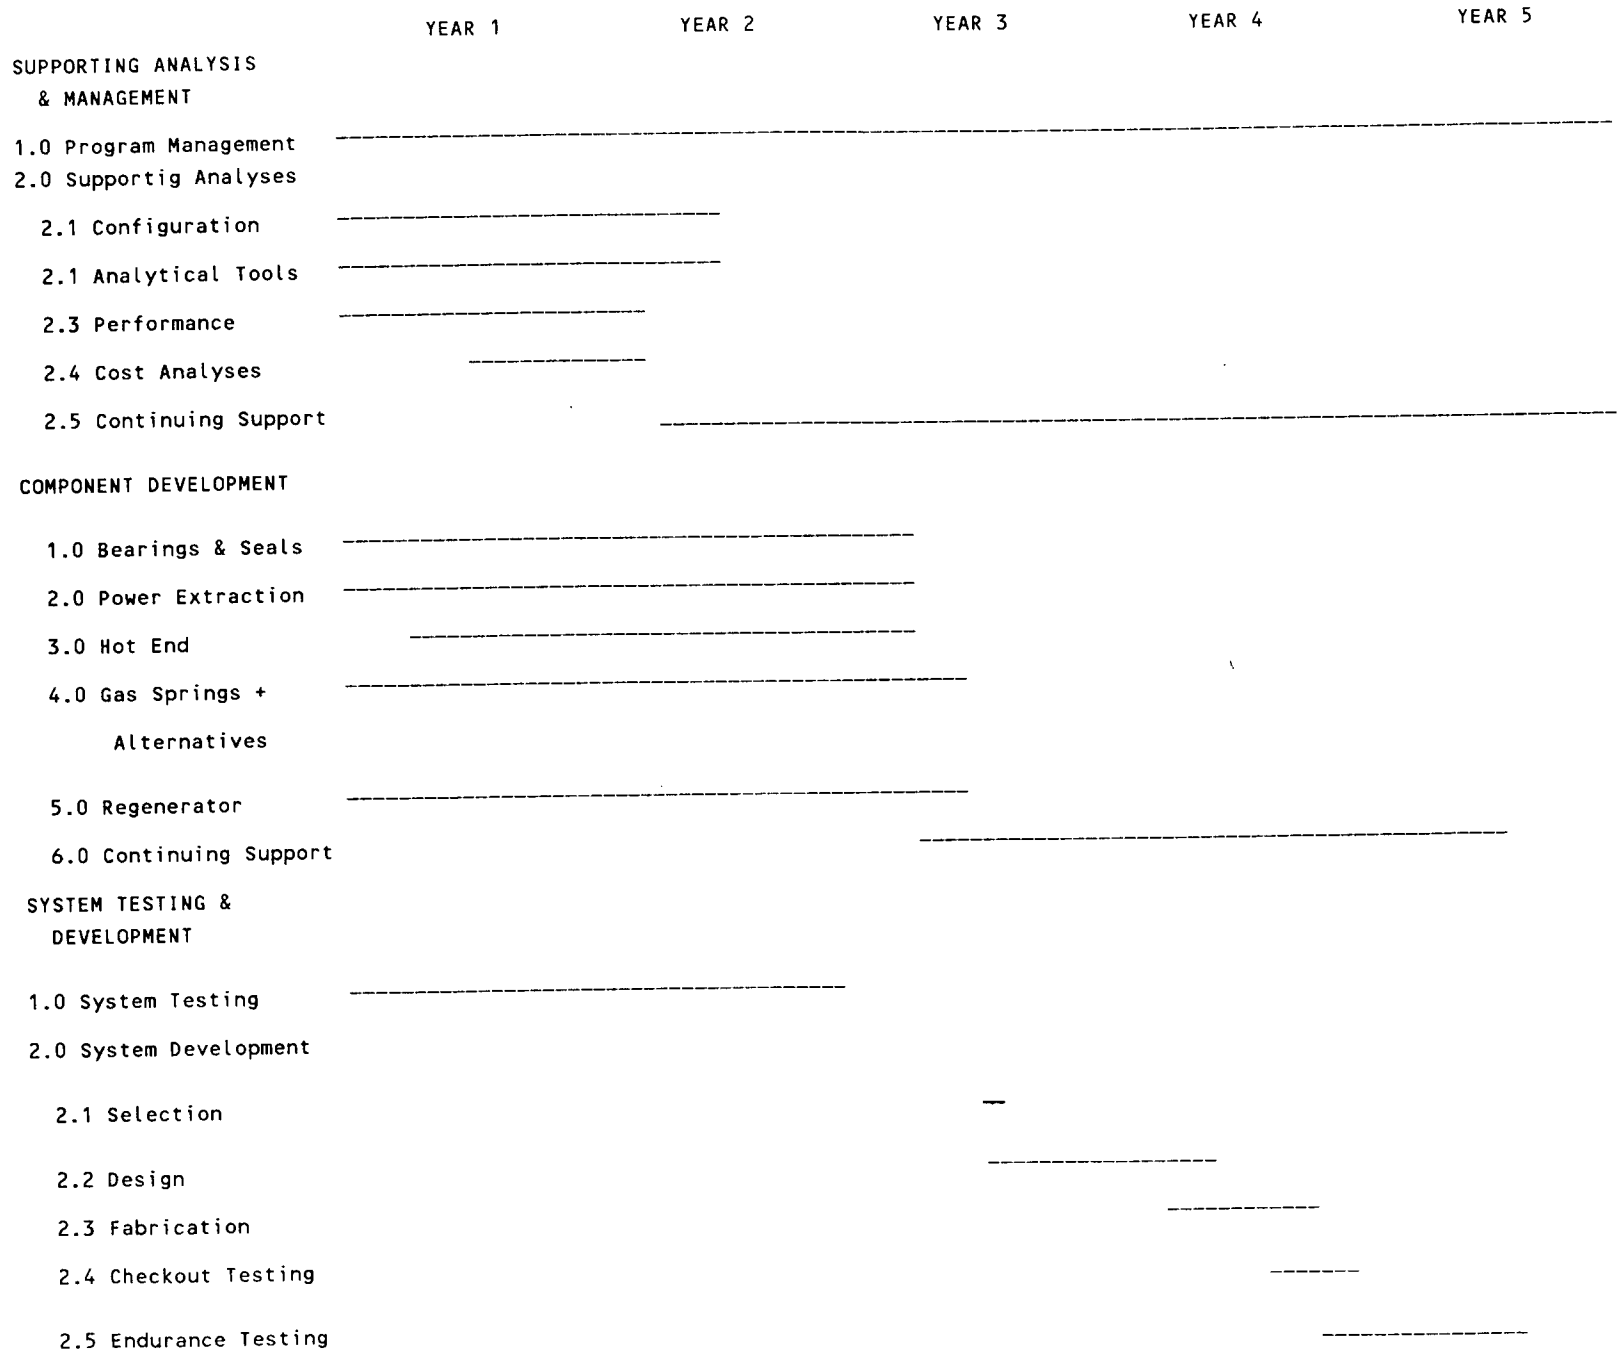 YEAR 1 YEAR 2 YEAR 3 YEAR 4 YEAR 5
SUPPORTING ANALYSIS
& MANAGEMENT
1.0 Program Management
2.0 Supportig Analyses
2.1 Configuration
2.1 Analytical Tools
2.3 Performance
2.4 Cost Analyses
2.5 Continuing Support
COMPONENT DEVELOPMENT
1.0 Bearings & Seals
2.0 Power Extraction
3.0 Hot End
4.0 Gas Springs +
Alternatives
5.0 Regenerator
6.0 Continuing Support
SYSTEM TESTING &
DEVELOPMENT
1.0 System Testing
2.0 System Development
2.1 Selection
2.2 Design
2.3 Fabrication
2.4 Checkout Testing
2.5 Endurance Testing